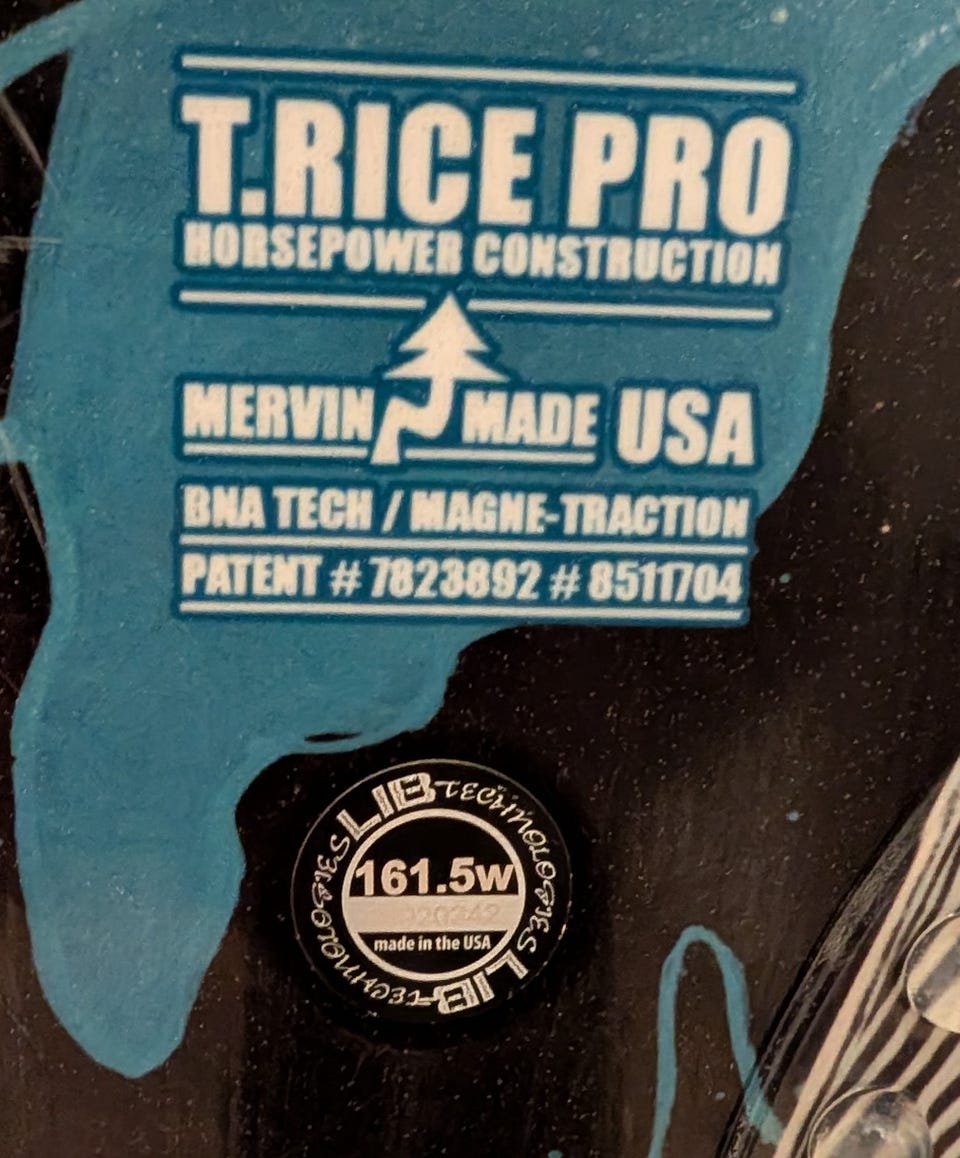 T.RICE PRO
HORSEPOWER CONSTRUCTION
MERVIN MADE USA
BNA TECH / MAGNE-TRACTION
PATENT # 7823892 # 8511704
LIB TECHNOLOGIES
161.5w
made in the USA
LIB TECHNOLOGIES